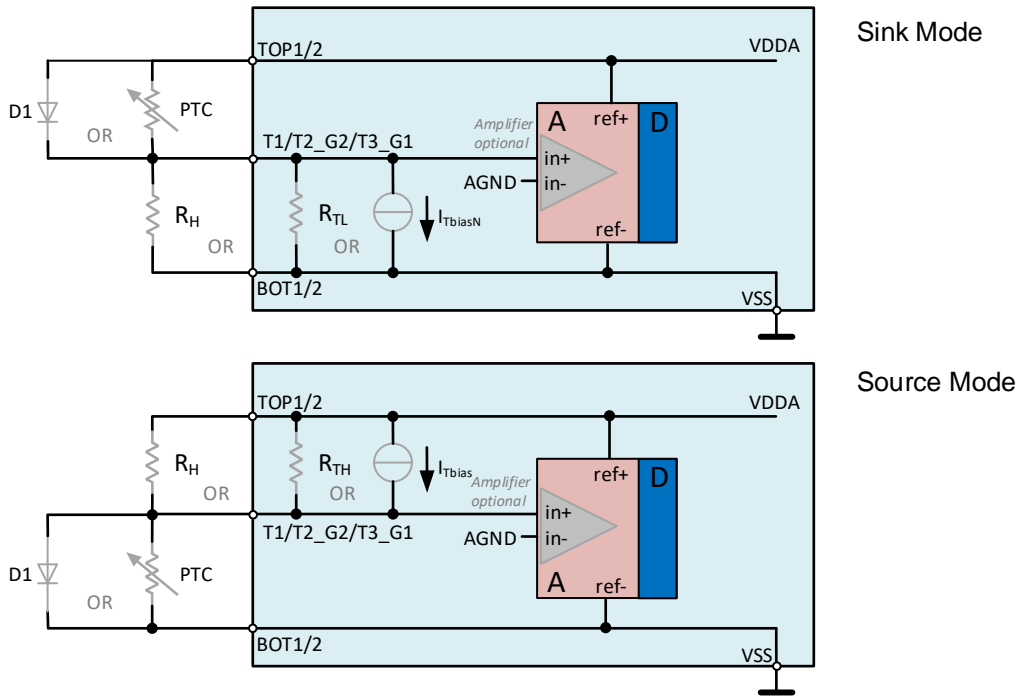 Sink Mode
TOP1/2
VDDA
D1
PTC
OR
A
ref+
D
T1/T2_G2/T3_G1
Amplifier
optional
in+
AGND
in-
RH
OR
RTL
OR
ITbiasN
ref-
BOT1/2
VSS
Source Mode
TOP1/2
VDDA
RH
OR
RTH
OR
ITbias
Amplifier
optional
ref+
D
T1/T2_G2/T3_G1
in+
AGND
in-
D1
OR
PTC
A
ref-
BOT1/2
VSS